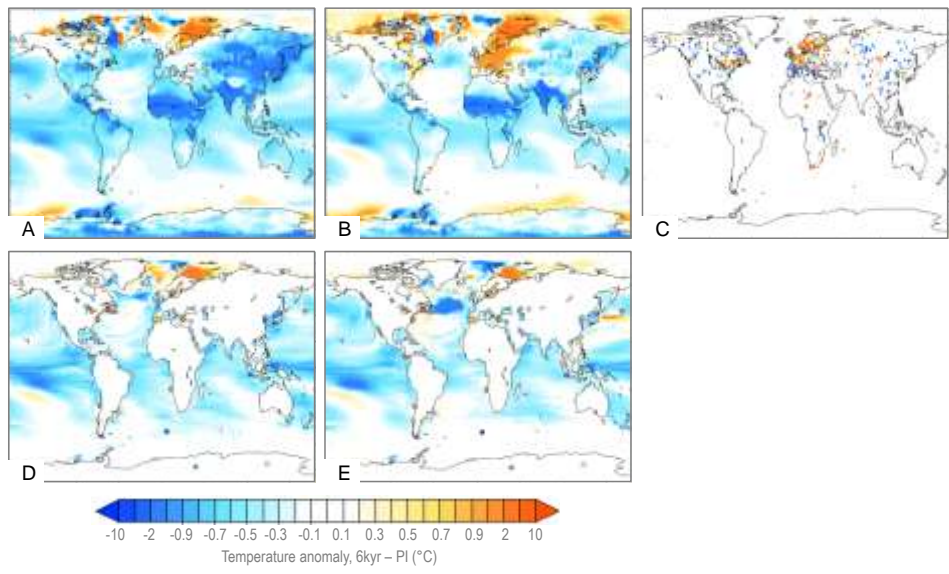 A
B
C
D
E
-10 -2 -0.9 -0.7 -0.5 -0.3 -0.1 0.1 0.3 0.5 0.7 0.9 2 10
Temperature anomaly, 6kyr – PI (°C)